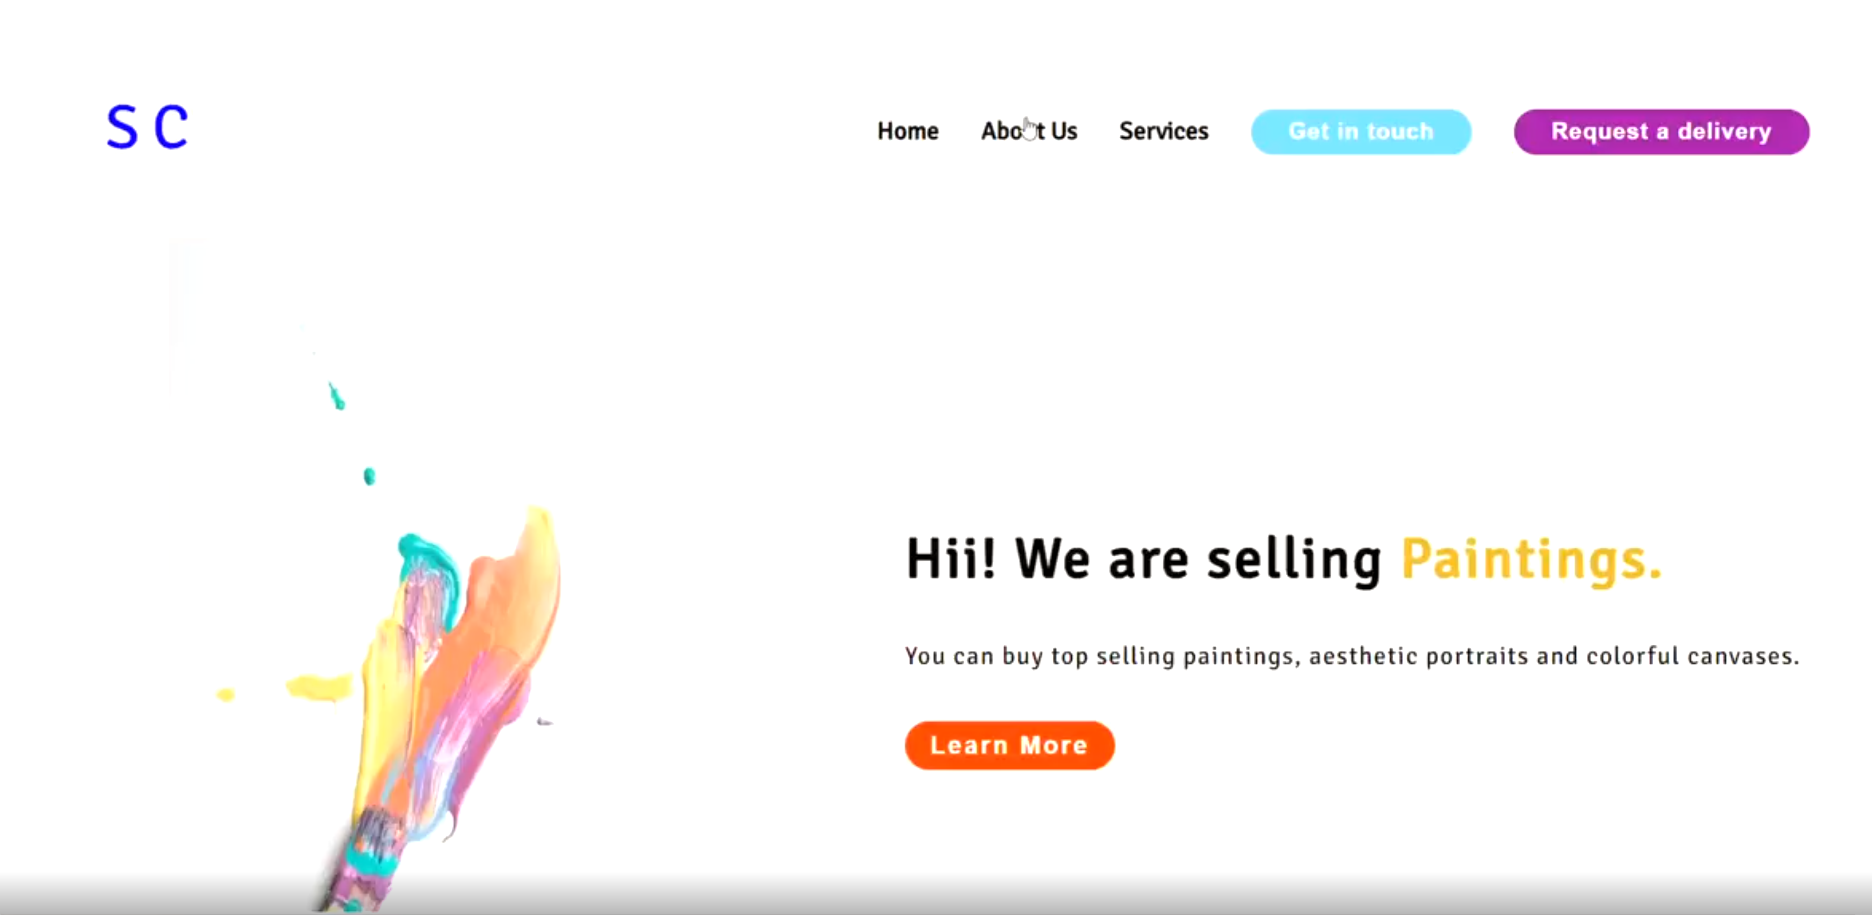 S C
Home About Us Services Get in touch Request a delivery
Hii! We are selling Paintings.
You can buy top selling paintings, aesthetic portraits and colorful canvases.
Learn More